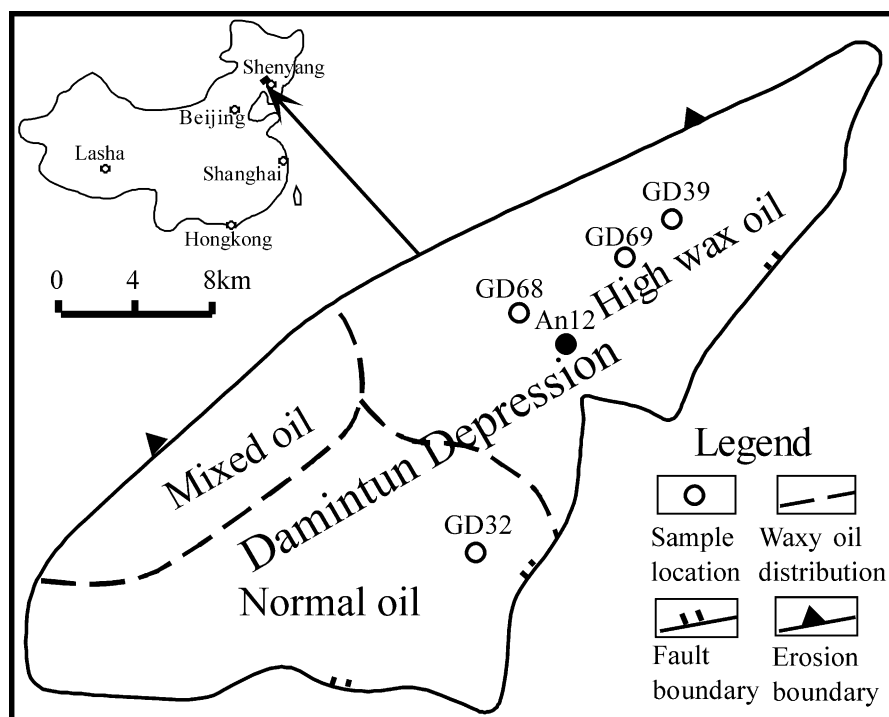 Shenyang
Beijing
Lasha
Shanghai
Hongkong
0 4 8km
GD39
GD69
GD68
An12
High wax oil
Mixed oil
Damintun Depression
GD32
Normal oil
Legend
Sample
location
Waxy oil
distribution
Fault
boundary
Erosion
boundary